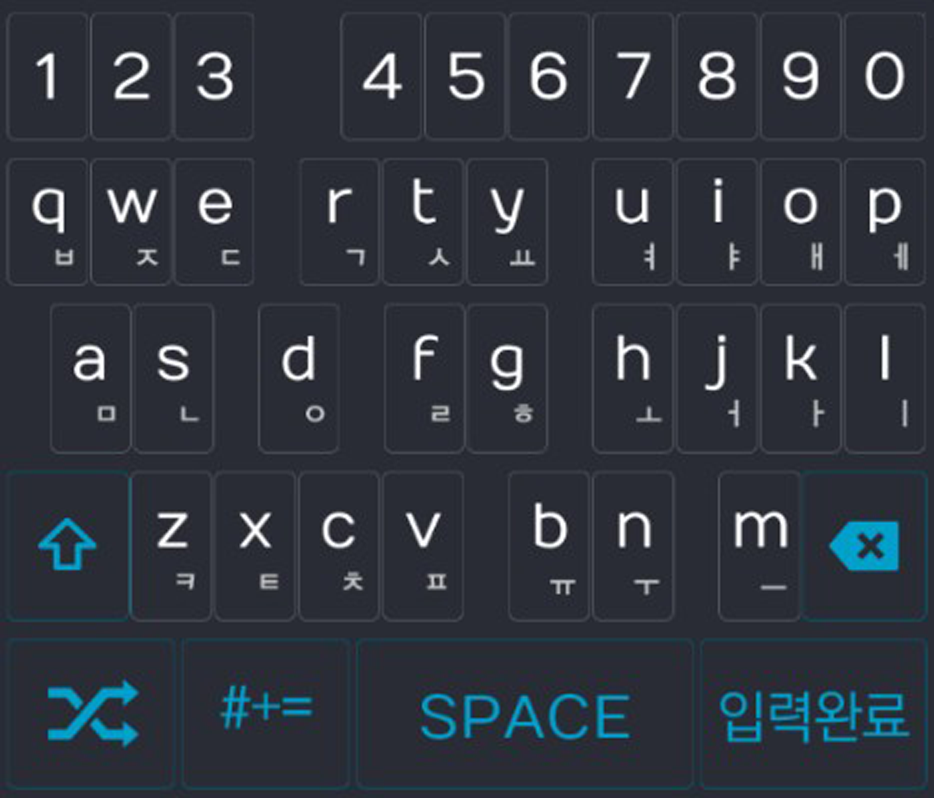 1 2 3 4 5 6 7 8 9 0
q w e r t y u i o p
ㅂ ㅈ ㄷ ㄱ ㅅ ㅛ ㅕ ㅑ ㅐ ㅔ
a s d f g h j k l
ㅁ ㄴ ㅇ ㄹ ㅎ ㅗ ㅓ ㅏ ㅣ
z x c v b n m
ㅋ ㅌ ㅊ ㅍ ㅠ ㅜ ㅡ
#+= SPACE 입력완료